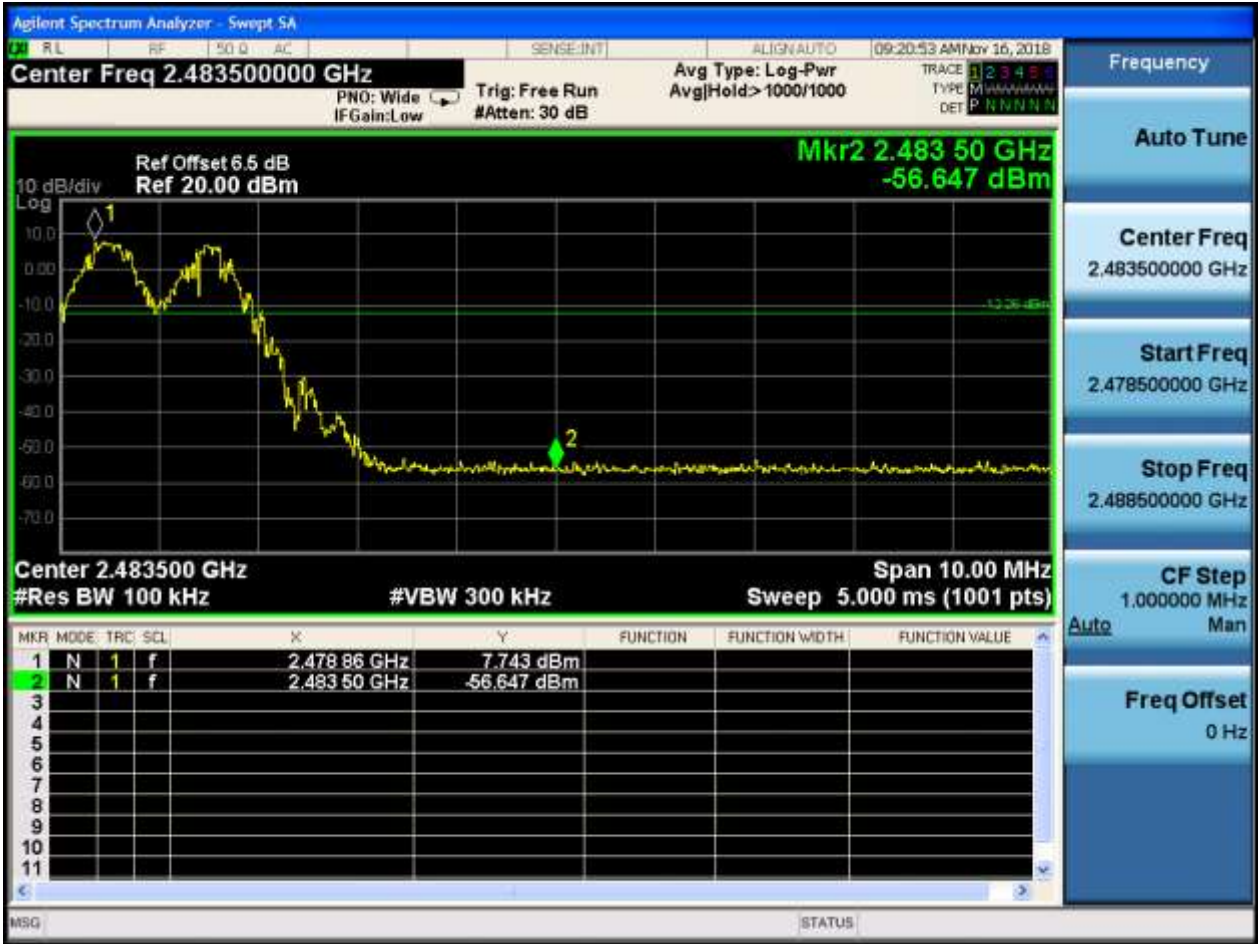 Agilent Spectrum Analyzer - Swept SA
RL RF 50 Ω AC SENSE:INT ALIGN AUTO 09:20:53 AM Nov 16, 2018
Center Freq 2.483500000 GHz
PNO: Wide
IFGain:Low
Trig: Free Run
#Atten: 30 dB
Avg Type: Log-Pwr
Avg|Hold:> 1000/1000
TRACE 1 2 3 4 5 6
TYPE M
DET P N N N N N
Ref Offset 6.5 dB
Ref 20.00 dBm
10 dB/div
Log
Mkr2 2.483 50 GHz
-56.647 dBm
1
10.0
0.00
-10.0
-20.0
-30.0
-40.0
-50.0
-60.0
-70.0
2
Center 2.483500 GHz
Span 10.00 MHz
#Res BW 100 kHz
#VBW 300 kHz
Sweep 5.000 ms (1001 pts)
MKR MODE TRC SCL X Y FUNCTION FUNCTION WIDTH FUNCTION VALUE
1 N 1 f 2.478 86 GHz 7.743 dBm
2 N 1 f 2.483 50 GHz -56.647 dBm
3
4
5
6
7
8
9
10
11
MSG
STATUS
Frequency
Auto Tune
Center Freq
2.483500000 GHz
Start Freq
2.478500000 GHz
Stop Freq
2.488500000 GHz
CF Step
1.000000 MHz
Auto Man
Freq Offset
0 Hz